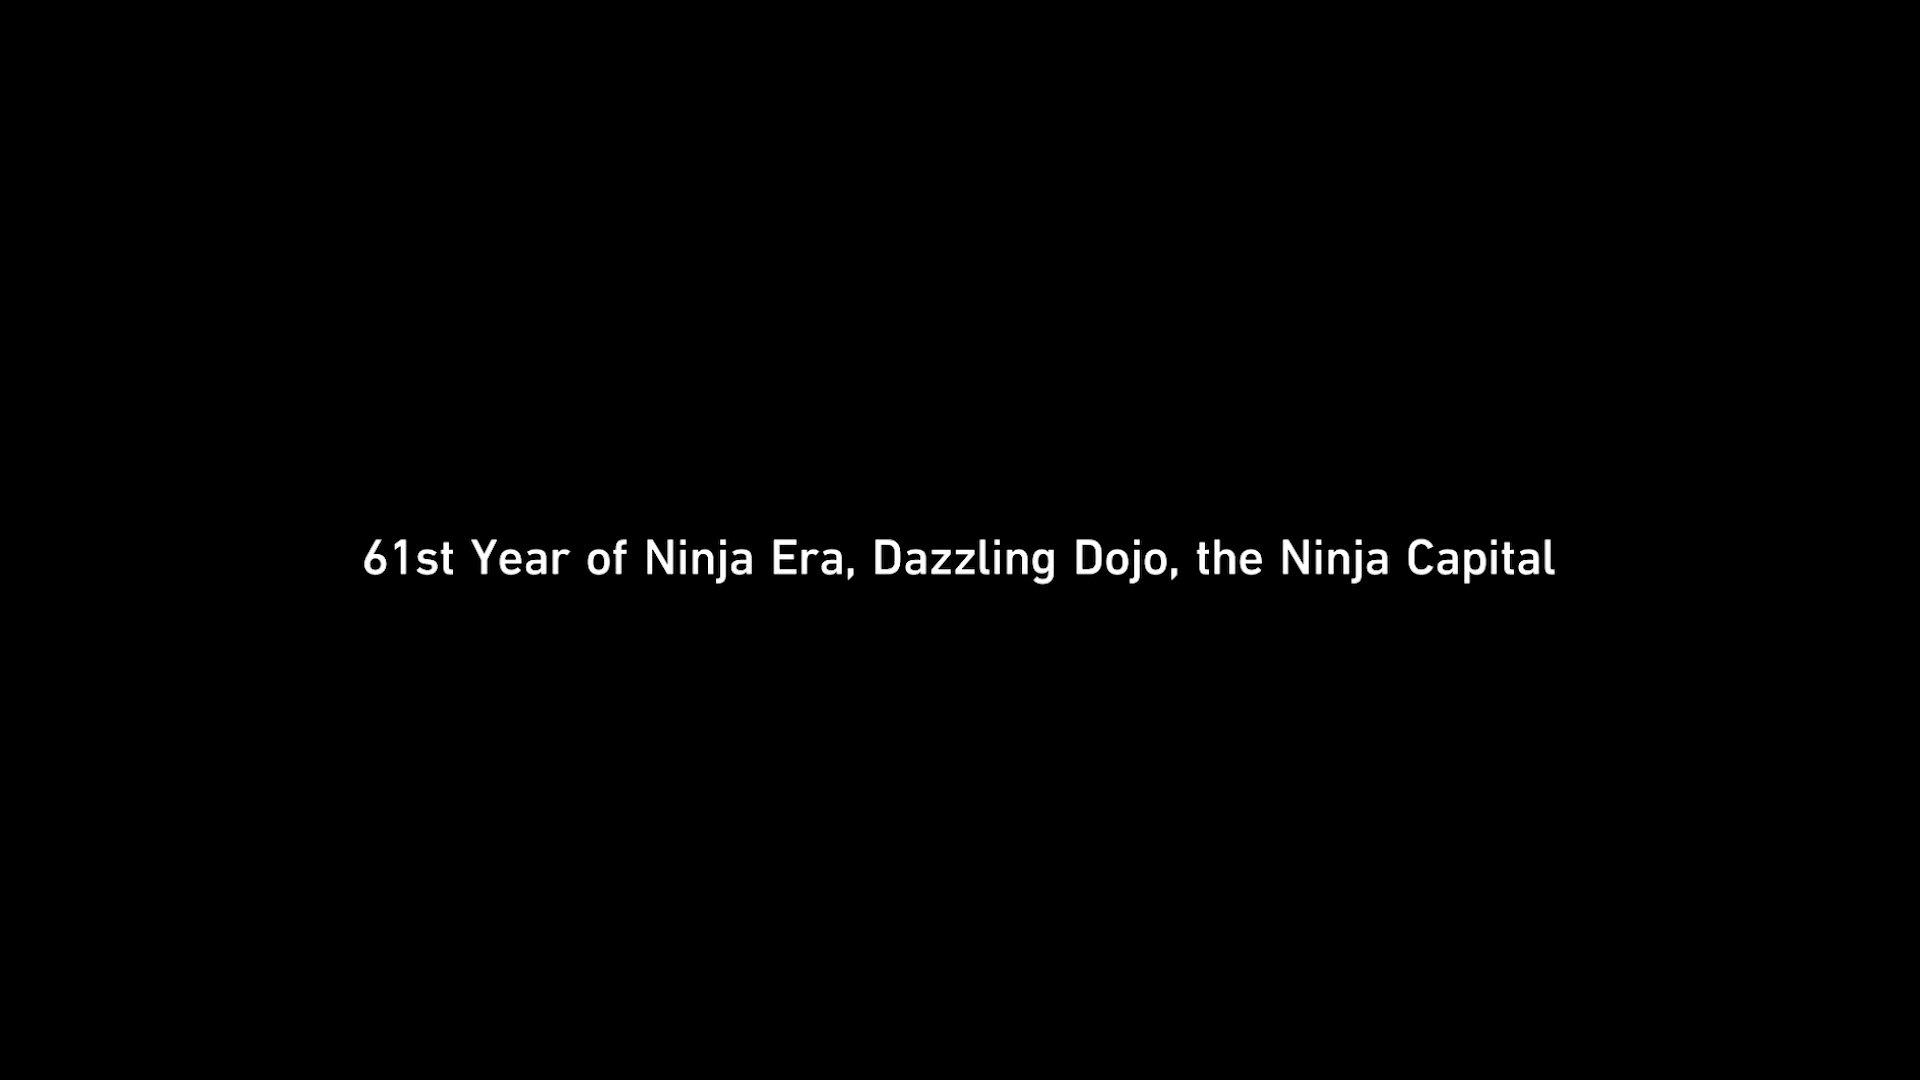 61st Year of Ninja Era, Dazzling Dojo, the Ninja Capital